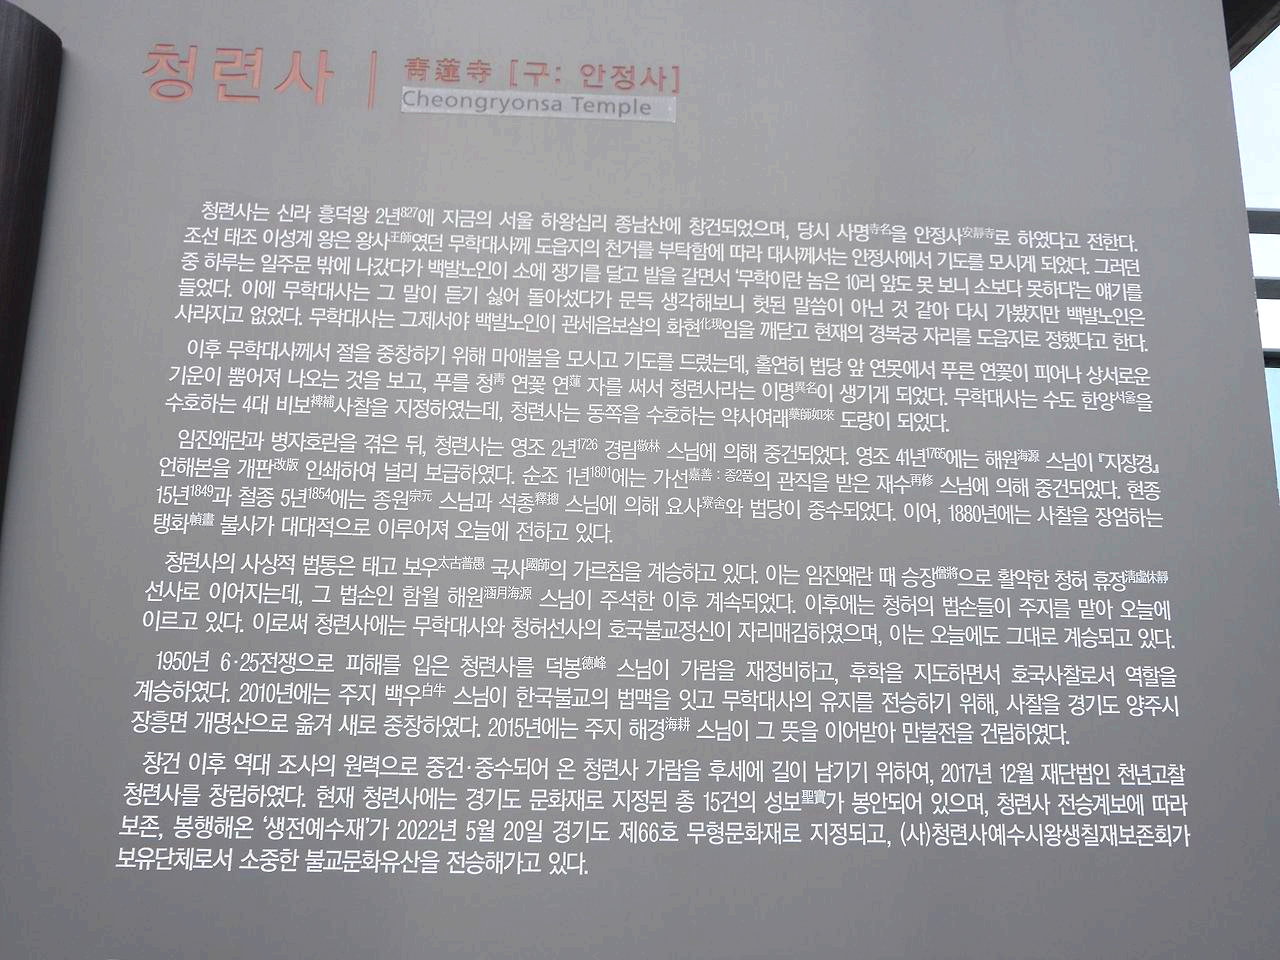 청련사 | 靑蓮寺 [구: 안정사]
Cheongryonsa Temple
청련사는 신라 흥덕왕 2년827에 지금의 서울 하왕십리 종남산에 창건되었으며, 당시 사명寺名을 안정사安靜寺로 하였다고 전한다.
조선 태조 이성계 왕은 왕사王師였던 무학대사께 도읍지의 천거를 부탁함에 따라 대사께서는 안정사에서 기도를 모시게 되었다. 그러던
중 하루는 일주문 밖에 나갔다가 백발노인이 소에 쟁기를 달고 밭을 갈면서 '무학이란 놈은 10리 앞도 못 보니 소보다 못하다'는 얘기를
들었다. 이에 무학대사는 그 말이 듣기 싫어 돌아섰다가 문득 생각해보니 헛된 말씀이 아닌 것 같아 다시 가봤지만 백발노인은
사라지고 없었다. 무학대사는 그제서야 백발노인이 관세음보살의 화현化現임을 깨닫고 현재의 경복궁 자리를 도읍지로 정했다고 한다.
이후 무학대사께서 절을 중창하기 위해 마애불을 모시고 기도를 드렸는데, 홀연히 법당 앞 연못에서 푸른 연꽃이 피어나 상서로운
기운이 뿜어져 나오는 것을 보고, 푸를 청靑 연꽃 연蓮 자를 써서 청련사라는 이명異名이 생기게 되었다. 무학대사는 수도 한양서울을
수호하는 4대 비보裨補사찰을 지정하였는데, 청련사는 동쪽을 수호하는 약사여래藥師如來 도량이 되었다.
임진왜란과 병자호란을 겪은 뒤, 청련사는 영조 2년1726 경림敬林 스님에 의해 중건되었다. 영조 41년1765에는 해원海源 스님이 『지장경』
언해본을 개판改版 인쇄하여 널리 보급하였다. 순조 1년1801에는 가선嘉善 : 종2품의 관직을 받은 재수再修 스님에 의해 중건되었다. 헌종
15년1849과 철종 5년1854에는 종원宗元 스님과 석총釋摠 스님에 의해 요사寮舍와 법당이 중수되었다. 이어, 1880년에는 사찰을 장엄하는
탱화幀畫 불사가 대대적으로 이루어져 오늘에 전하고 있다.
청련사의 사상적 법통은 태고 보우太古普愚 국사國師의 가르침을 계승하고 있다. 이는 임진왜란 때 승장僧將으로 활약한 청허 휴정淸虛休靜
선사로 이어지는데, 그 법손인 함월 해원涵月海源 스님이 주석한 이후 계속되었다. 이후에는 청허의 법손들이 주지를 맡아 오늘에
이르고 있다. 이로써 청련사에는 무학대사와 청허선사의 호국불교정신이 자리매김하였으며, 이는 오늘에도 그대로 계승되고 있다.
1950년 6·25전쟁으로 피해를 입은 청련사를 덕봉德峰 스님이 가람을 재정비하고, 후학을 지도하면서 호국사찰로서 역할을
계승하였다. 2010년에는 주지 백우白牛 스님이 한국불교의 법맥을 잇고 무학대사의 유지를 전승하기 위해, 사찰을 경기도 양주시
장흥면 개명산으로 옮겨 새로 중창하였다. 2015년에는 주지 해경海耕 스님이 그 뜻을 이어받아 만불전을 건립하였다.
창건 이후 역대 조사의 원력으로 중건·중수되어 온 청련사 가람을 후세에 길이 남기기 위하여, 2017년 12월 재단법인 천년고찰
청련사를 창립하였다. 현재 청련사에는 경기도 문화재로 지정된 총 15건의 성보聖寶가 봉안되어 있으며, 청련사 전승계보에 따라
보존, 봉행해온 '생전예수재'가 2022년 5월 20일 경기도 제66호 무형문화재로 지정되고, (사)청련사예수시왕생칠재보존회가
보유단체로서 소중한 불교문화유산을 전승해가고 있다.